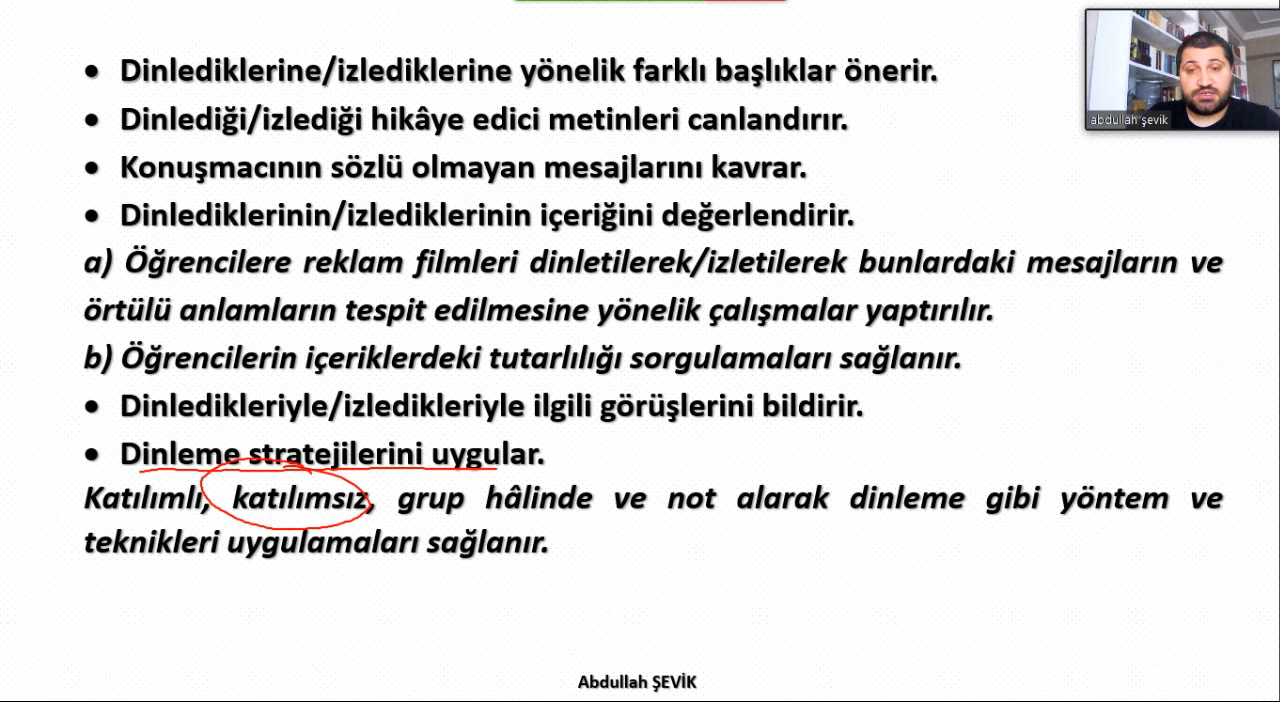 • Dinlediklerine/izlediklerine yönelik farklı başlıklar önerir.
• Dinlediği/izlediği hikâye edici metinleri canlandırır.
• Konuşmacının sözlü olmayan mesajlarını kavrar.
• Dinlediklerinin/izlediklerinin içeriğini değerlendirir.
a) Öğrencilere reklam filmleri dinletilerek/izletilerek bunlardaki mesajların ve
örtülü anlamların tespit edilmesine yönelik çalışmalar yaptırılır.
b) Öğrencilerin içeriklerdeki tutarlılığı sorgulamaları sağlanır.
• Dinledikleriyle/izledikleriyle ilgili görüşlerini bildirir.
• Dinleme stratejilerini uygular.
Katılımlı, katılımsız, grup hâlinde ve not alarak dinleme gibi yöntem ve
teknikleri uygulamaları sağlanır.
abdullah şevik
Abdullah ŞEVİK